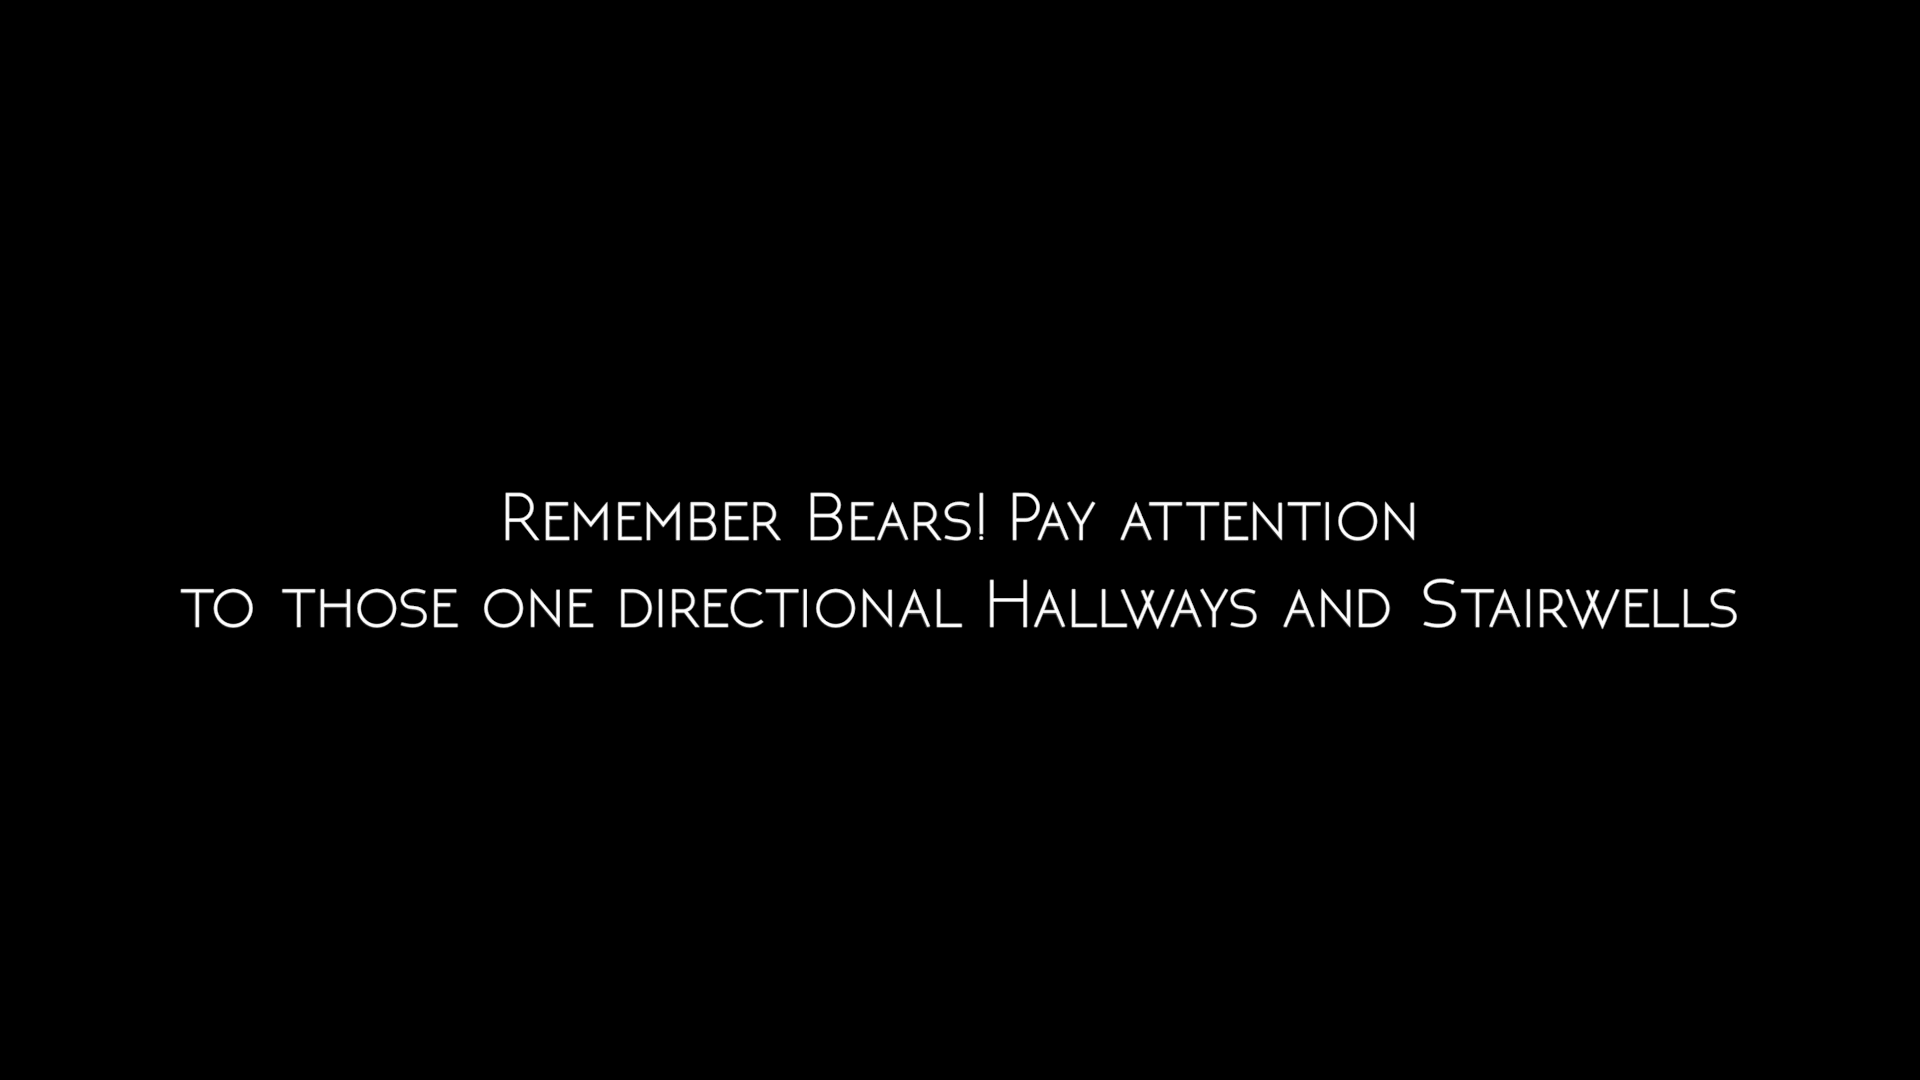 Remember Bears! Pay attention
to those one directional Hallways and Stairwells